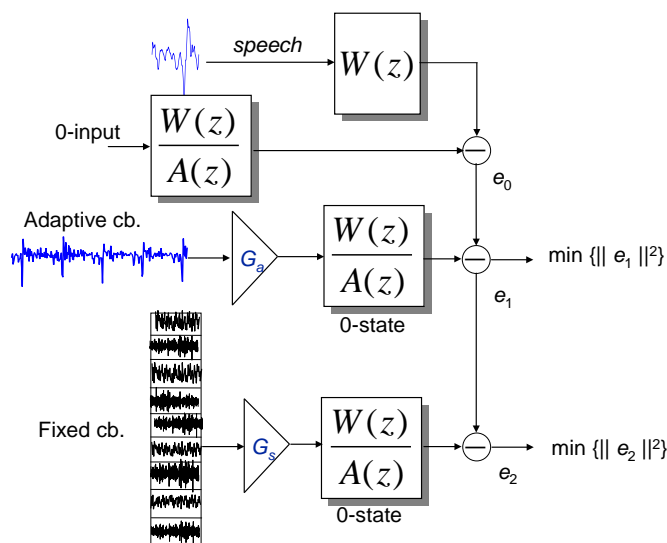 speech
W(z)
0-input
W(z)
A(z)
e0
Adaptive cb.
Ga
W(z)
A(z)
0-state
min {|| e1 ||²}
e1
Fixed cb.
Gs
W(z)
A(z)
0-state
min {|| e2 ||²}
e2